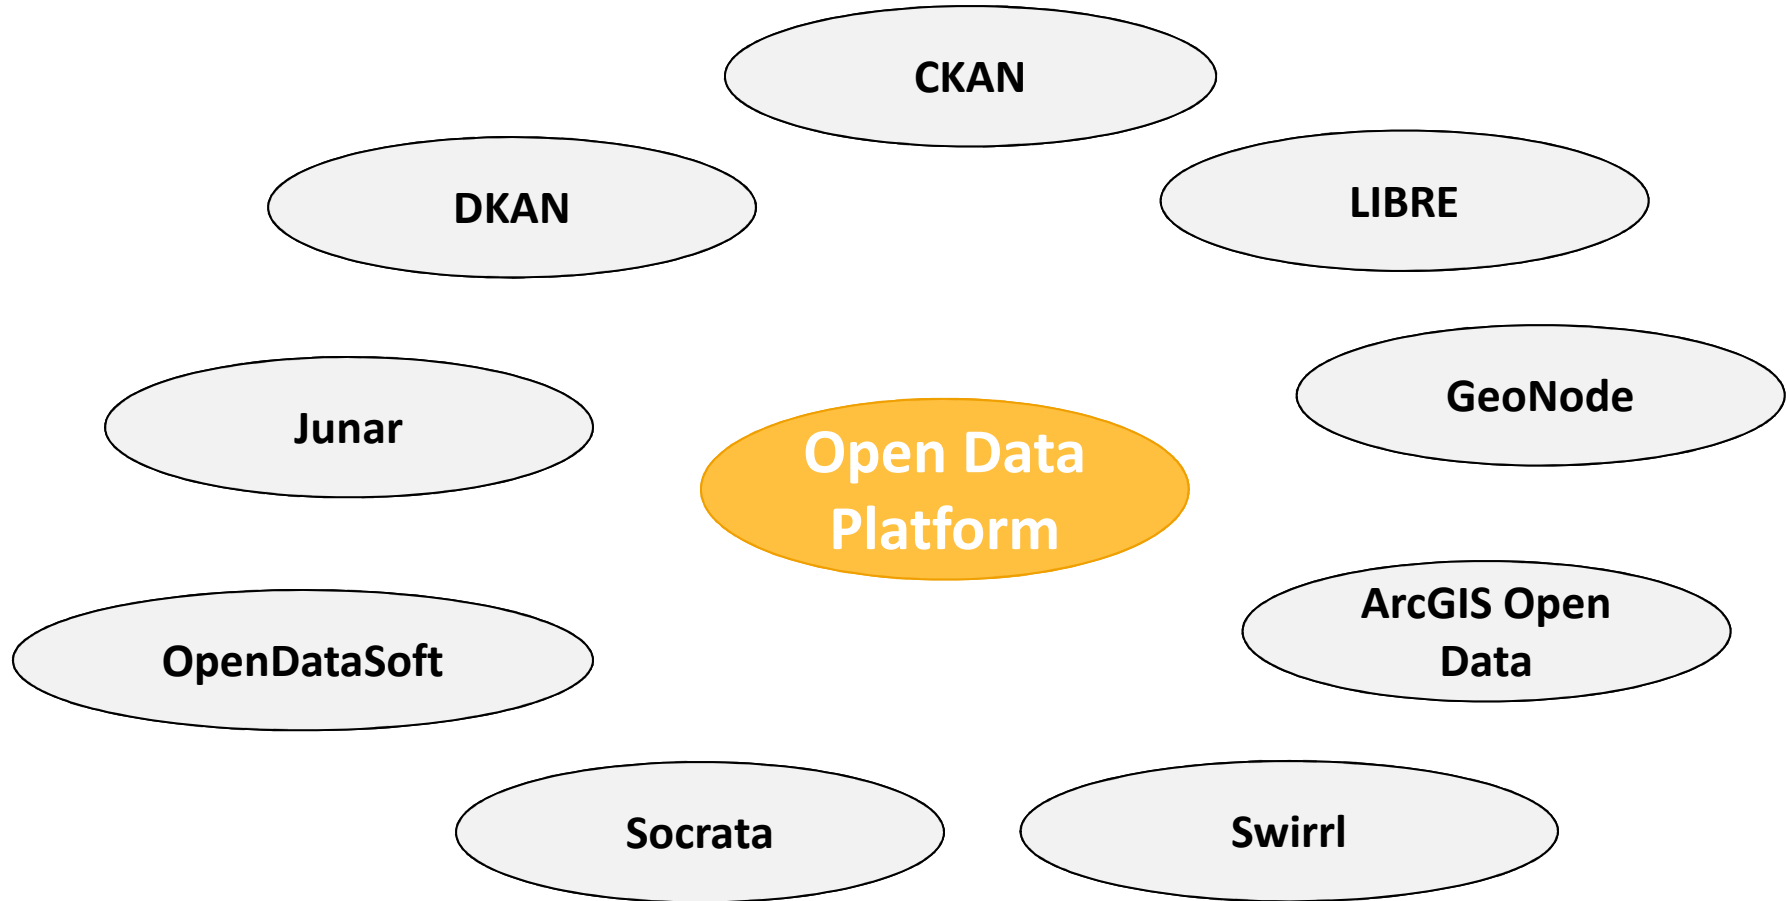 CKAN
DKAN
LIBRE
GeoNode
Junar
Open Data
Platform
ArcGIS Open
Data
OpenDataSoft
Socrata
Swirrl